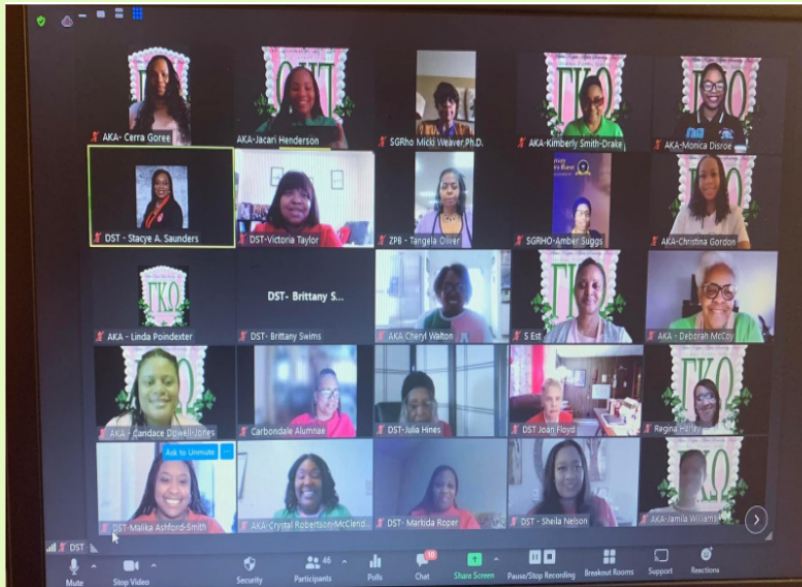 AKA- Cerra Goree
AKA-Jacari Henderson
SGRho Micki Weaver,Ph.D.
AKA-Kimberly Smith-Drake
AKA-Monica Disroe
DST - Stacye A. Saunders
DST-Victoria Taylor
ZPB - Tangela Oliver
SGRHO-Amber Suggs
AKA-Christina Gordon
ΓΚΩ
AKA - Linda Poindexter
DST- Brittany S...
DST- Brittany Swims
AKA Cheryl Walton
S Est
AKA - Deborah McCoy
AKA - Candace Dowell-Jones
Carbondale Alumnae
DST-Julia Hines
DST Joan Floyd
ΓΚΩ
Regina Harley
Ask to Unmute
...
DST-Malika Ashford-Smith
AKA-Crystal Robertson-McClend...
DST- Markida Roper
DST - Sheila Nelson
AKA-Jamila Williams
DST
Mute
Stop Video
Security
Participants
46
Polls
Chat
10
Share Screen
Pause/Stop Recording
Breakout Rooms
Support
Reactions